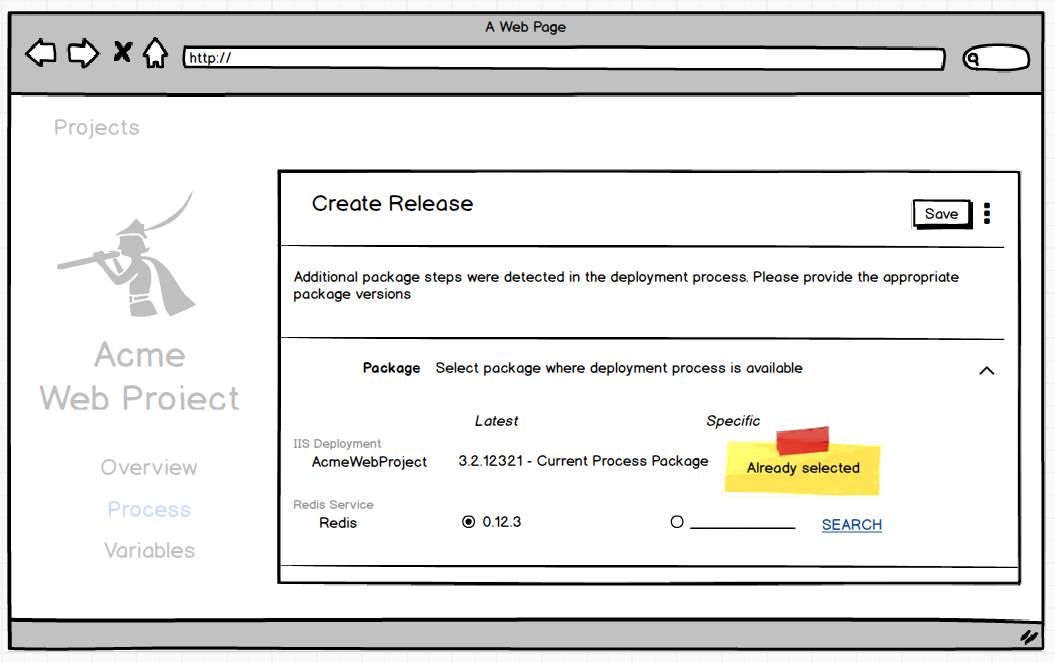 A Web Page
http://
Projects
Acme
Web Project
Overview
Process
Variables
Create Release
Save
Additional package steps were detected in the deployment process. Please provide the appropriate
package versions
Package Select package where deployment process is available
Latest Specific
IIS Deployment
AcmeWebProject 3.2.12321 - Current Process Package Already selected
Redis Service
Redis 0.12.3 SEARCH